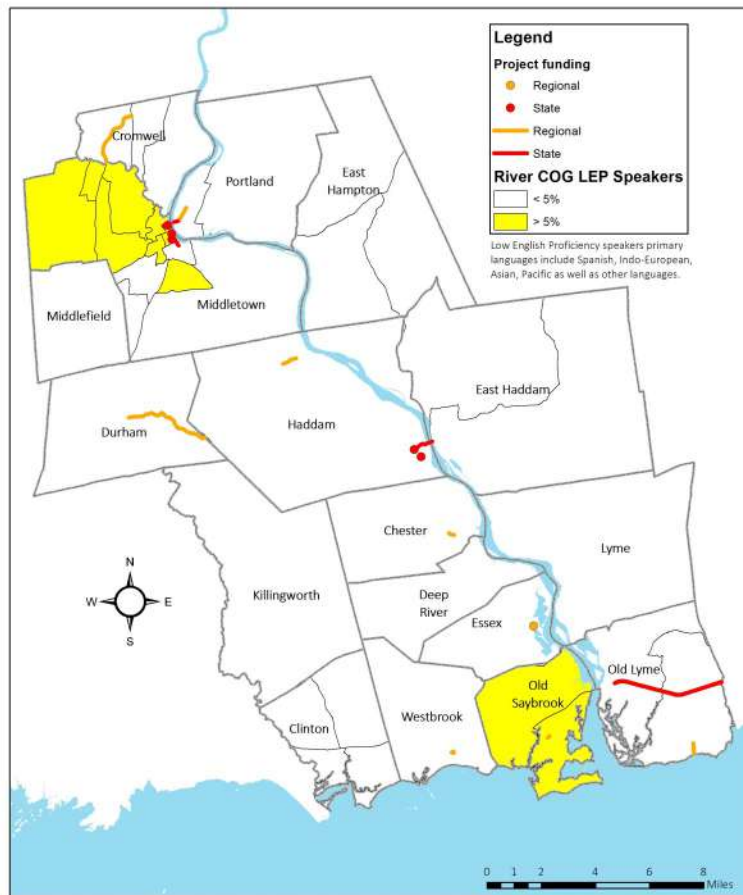 Legend
Project funding
Regional
State
Regional
State
River COG LEP Speakers
< 5%
> 5%
Low English Proficiency speakers primary
languages include Spanish, Indo-European,
Asian, Pacific as well as other languages.
Cromwell
Portland
East
Hampton
Middlefield
Middletown
East Haddam
Durham
Haddam
Chester
Lyme
N
W E
S
Killingworth
Deep
River
Essex
Old Lyme
Old
Saybrook
Westbrook
Clinton
0 1 2 4 6 8
Miles